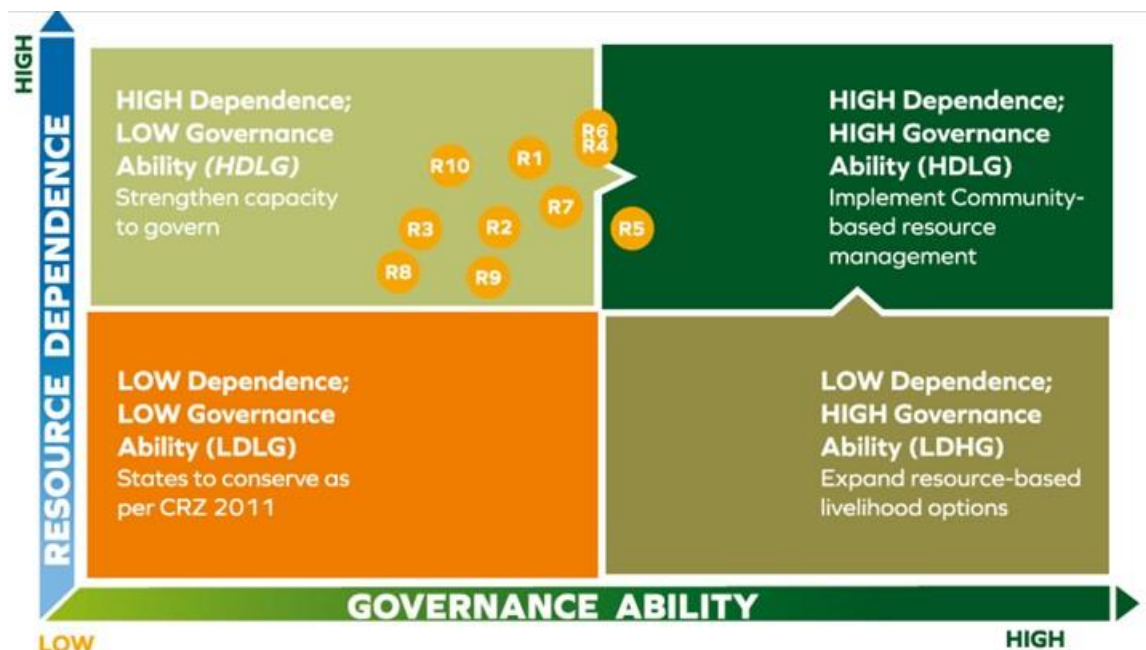 HIGH
RESOURCE DEPENDENCE
HIGH Dependence;
LOW Governance
Ability (HDLG)
Strengthen capacity
to govern
R10
R1
R6
R4
R7
R3
R2
R5
R8
R9
HIGH Dependence;
HIGH Governance
Ability (HDLG)
Implement Community-
based resource
management
LOW Dependence;
LOW Governance
Ability (LDLG)
States to conserve as
per CRZ 2011
LOW Dependence;
HIGH Governance
Ability (LDHG)
Expand resource-based
livelihood options
GOVERNANCE ABILITY
LOW
HIGH